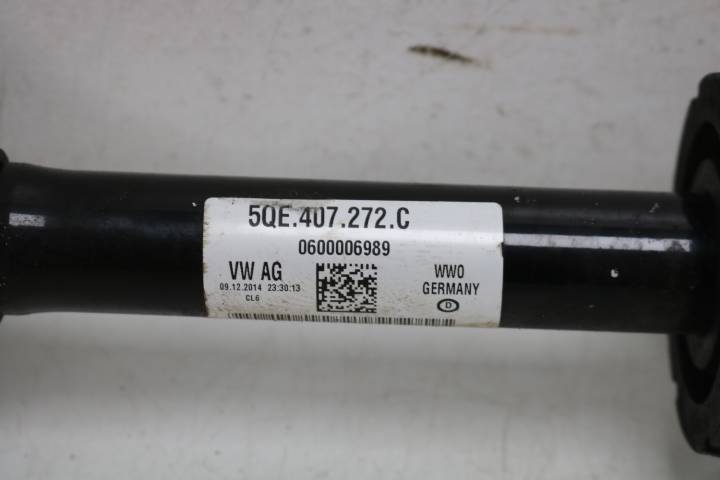 5QE.407.272.C
0600006989
VW AG
09.12.2014 23:30:13
CL6
WWO
GERMANY
D